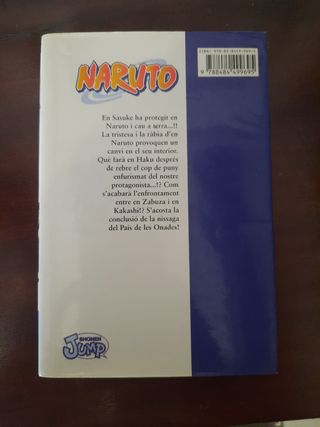 NARUTO
9 788484 499695
En Sasuke ha protegit en
Naruto i cau a terra...!!
La tristesa i la ràbia d'en
Naruto provoquen un
canvi en el seu interior.
Què farà en Haku després
de rebre el cop de puny
enfurismat del nostre
protagonista...!? Com
s'acabarà l'enfrontament
entre en Zabuza i en
Kakashi!? S'acosta la
conclusió de la nissaga
del País de les Onades!
SHONEN
JUMP